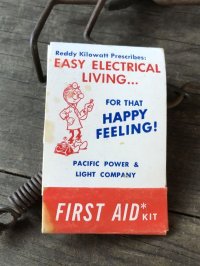 Reddy Kilowatt Prescribes:
EASY ELECTRICAL
LIVING...
FOR THAT
HAPPY
FEELING!
PACIFIC POWER &
LIGHT COMPANY
FIRST AID* KIT